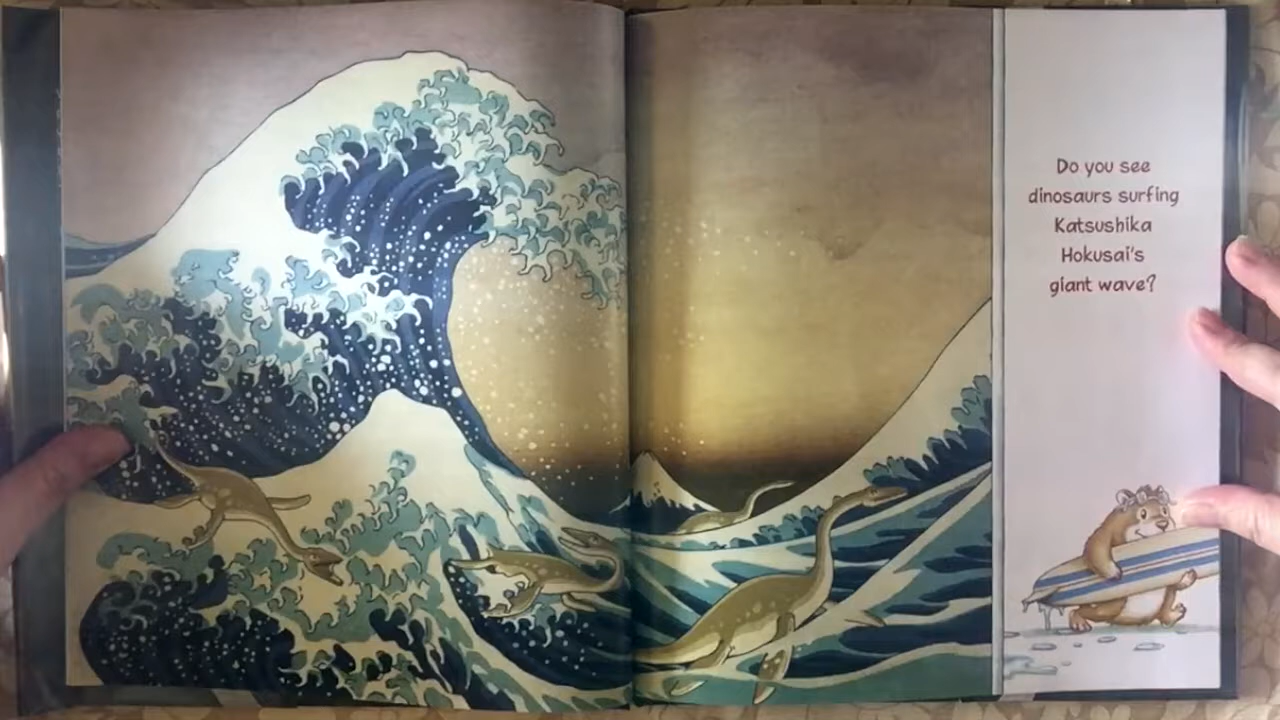 Do you see
dinosaurs surfing
Katsushika
Hokusai's
giant wave?